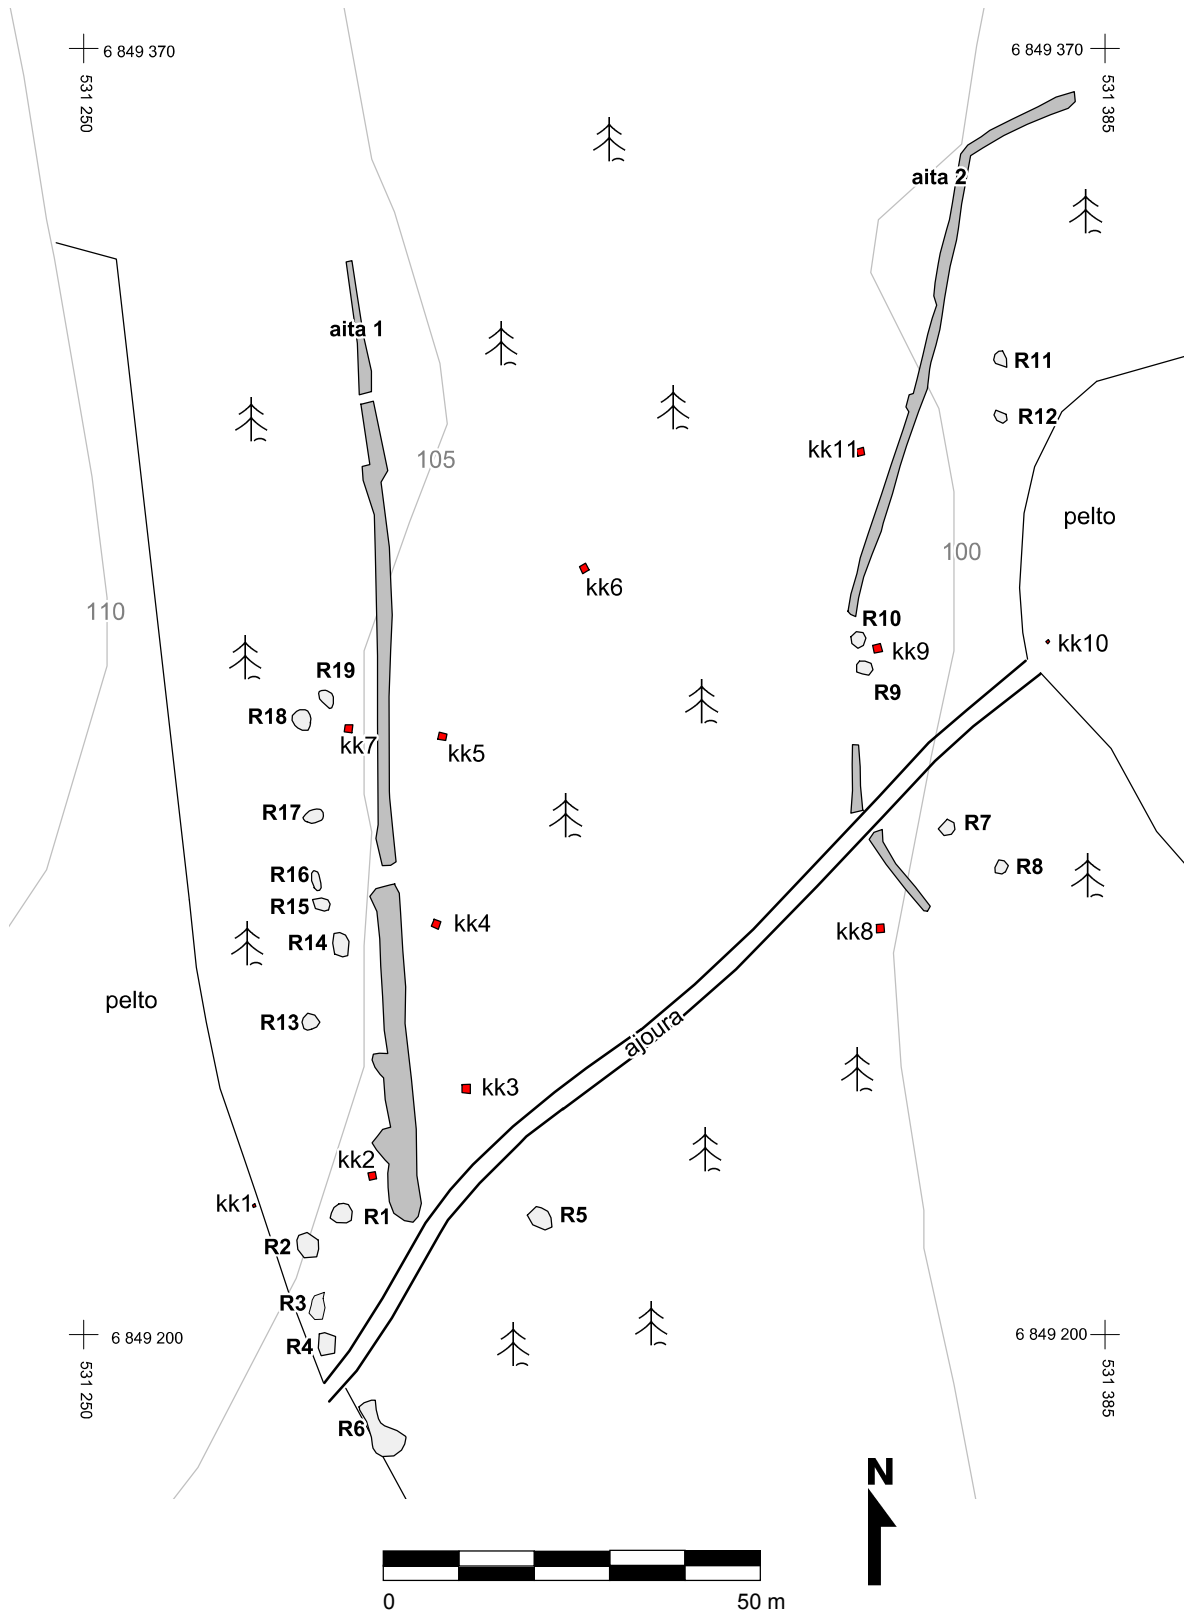 6 849 370
6 849 370
531 250
531 385
aita 2
aita 1
R11
R12
kk11
105
pelto
100
kk6
110
R10
kk10
kk9
R19
R9
R18
kk7
kk5
R17
R7
R8
R16
R15
kk4
kk8
R14
pelto
R13
ajoura
kk3
kk2
kk1
R1
R5
R2
R3
6 849 200
6 849 200
R4
531 250
531 385
R6
N
0
50 m